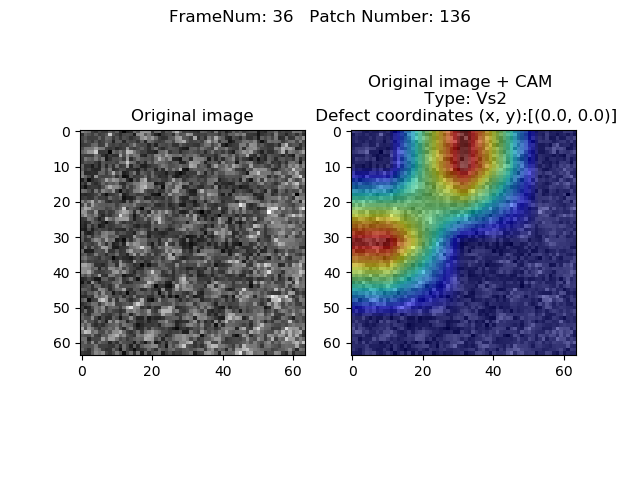 FrameNum: 36   Patch Number: 136
Original image
0
10
20
30
40
50
60
0 20 40 60
Original image + CAM
Type: Vs2
Defect coordinates (x, y):[(0.0, 0.0)]
0
10
20
30
40
50
60
0 20 40 60